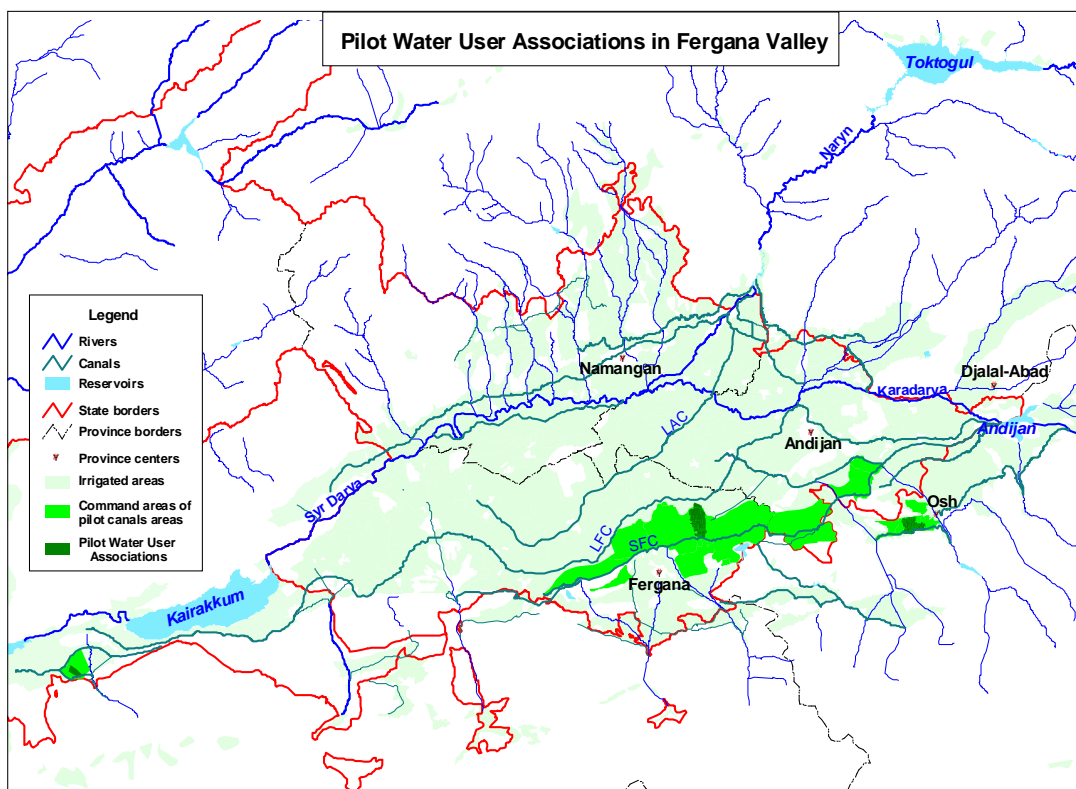 Pilot Water User Associations in Fergana Valley
Toktogul
Naryn
Legend
Rivers
Canals
Reservoirs
State borders
Province borders
Province centers
Irrigated areas
Command areas of
pilot canals areas
Pilot Water User
Associations
Namangan
Djalal-Abad
Karadarya
LAC
Andijan
Andijan
Syr Darya
Osh
LFC
SFC
Fergana
Kairakkum